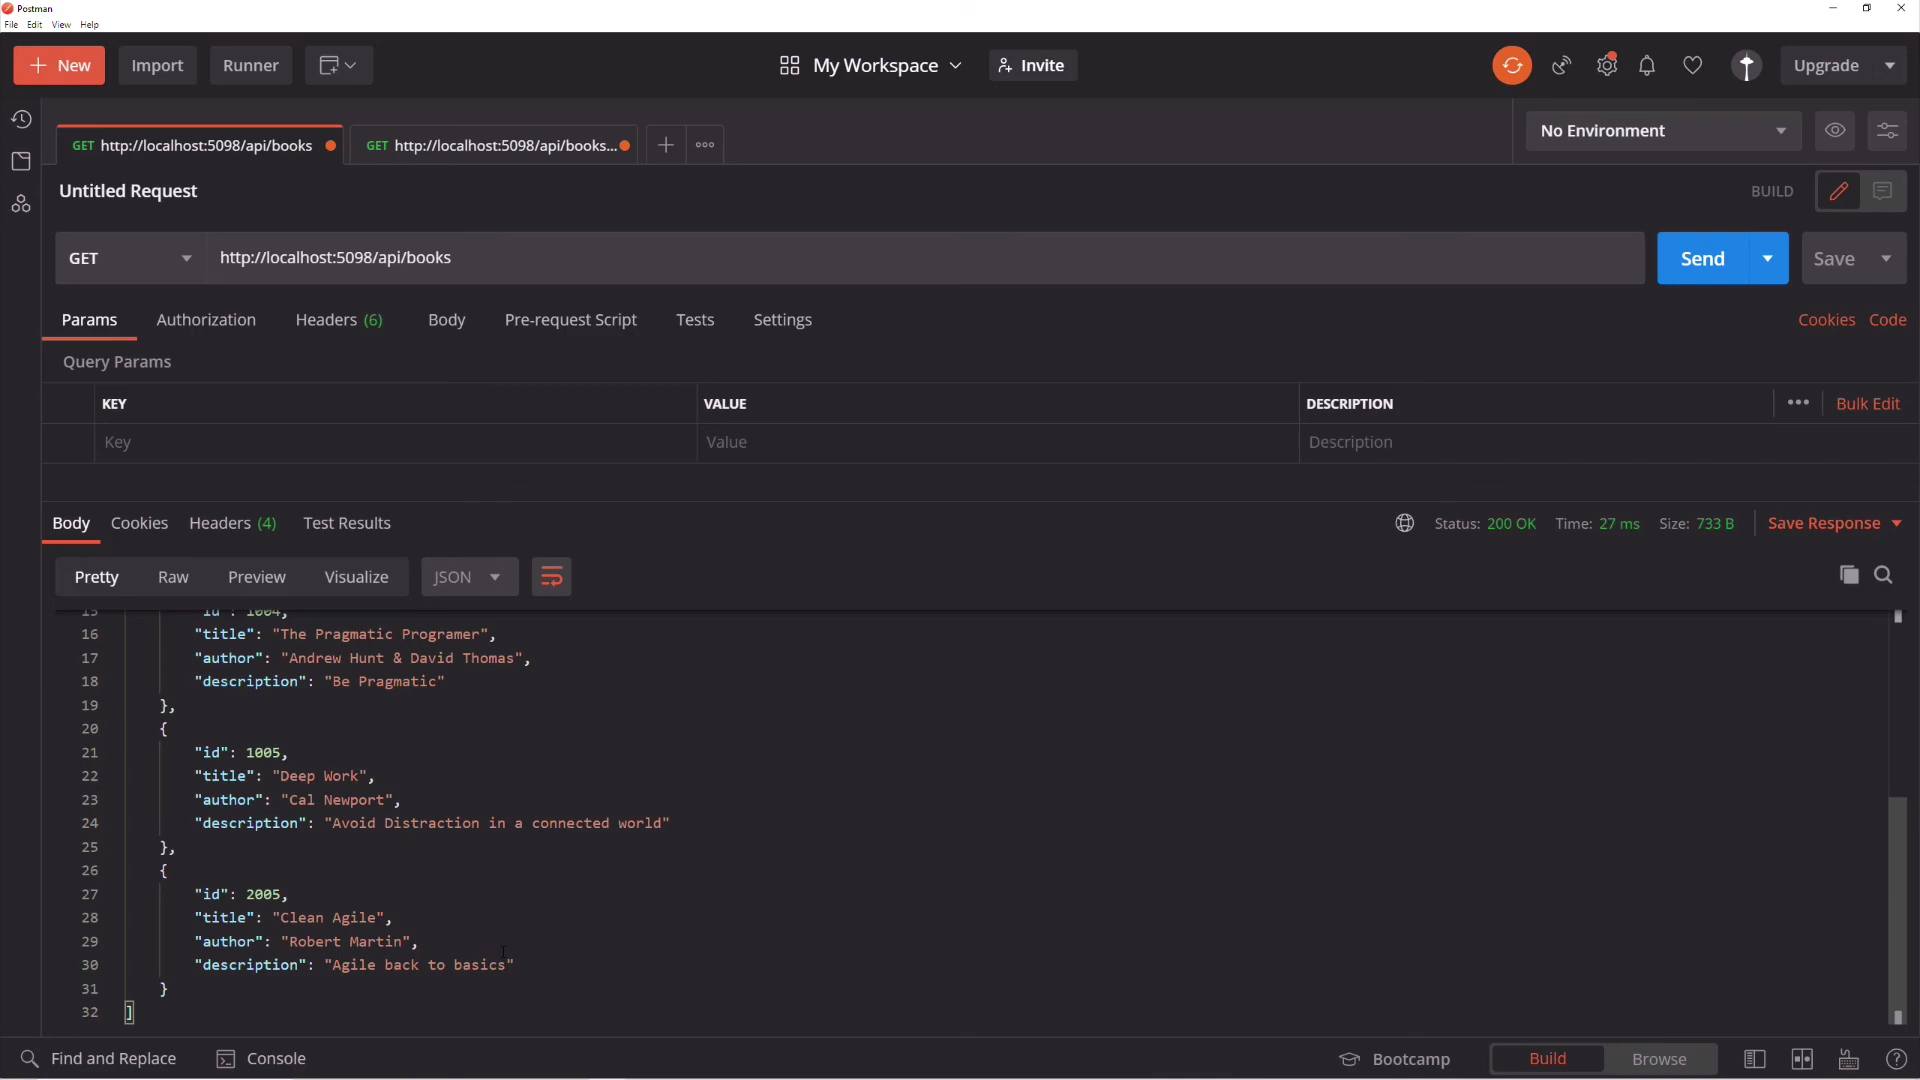 Postman
File Edit View Help
New Import Runner My Workspace Invite Upgrade
GET http://localhost:5098/api/books GET http://localhost:5098/api/books... No Environment
Untitled Request BUILD
GET http://localhost:5098/api/books Send Save
Params Authorization Headers (6) Body Pre-request Script Tests Settings Cookies Code
Query Params
KEY VALUE DESCRIPTION Bulk Edit
Key Value Description
Body Cookies Headers (4) Test Results Status: 200 OK Time: 27 ms Size: 733 B Save Response
Pretty Raw Preview Visualize JSON
15 "id": 1004,
16 "title": "The Pragmatic Programer",
17 "author": "Andrew Hunt & David Thomas",
18 "description": "Be Pragmatic"
19 },
20 {
21 "id": 1005,
22 "title": "Deep Work",
23 "author": "Cal Newport",
24 "description": "Avoid Distraction in a connected world"
25 },
26 {
27 "id": 2005,
28 "title": "Clean Agile",
29 "author": "Robert Martin",
30 "description": "Agile back to basics"
31 }
32 ]
Find and Replace Console Bootcamp Build Browse